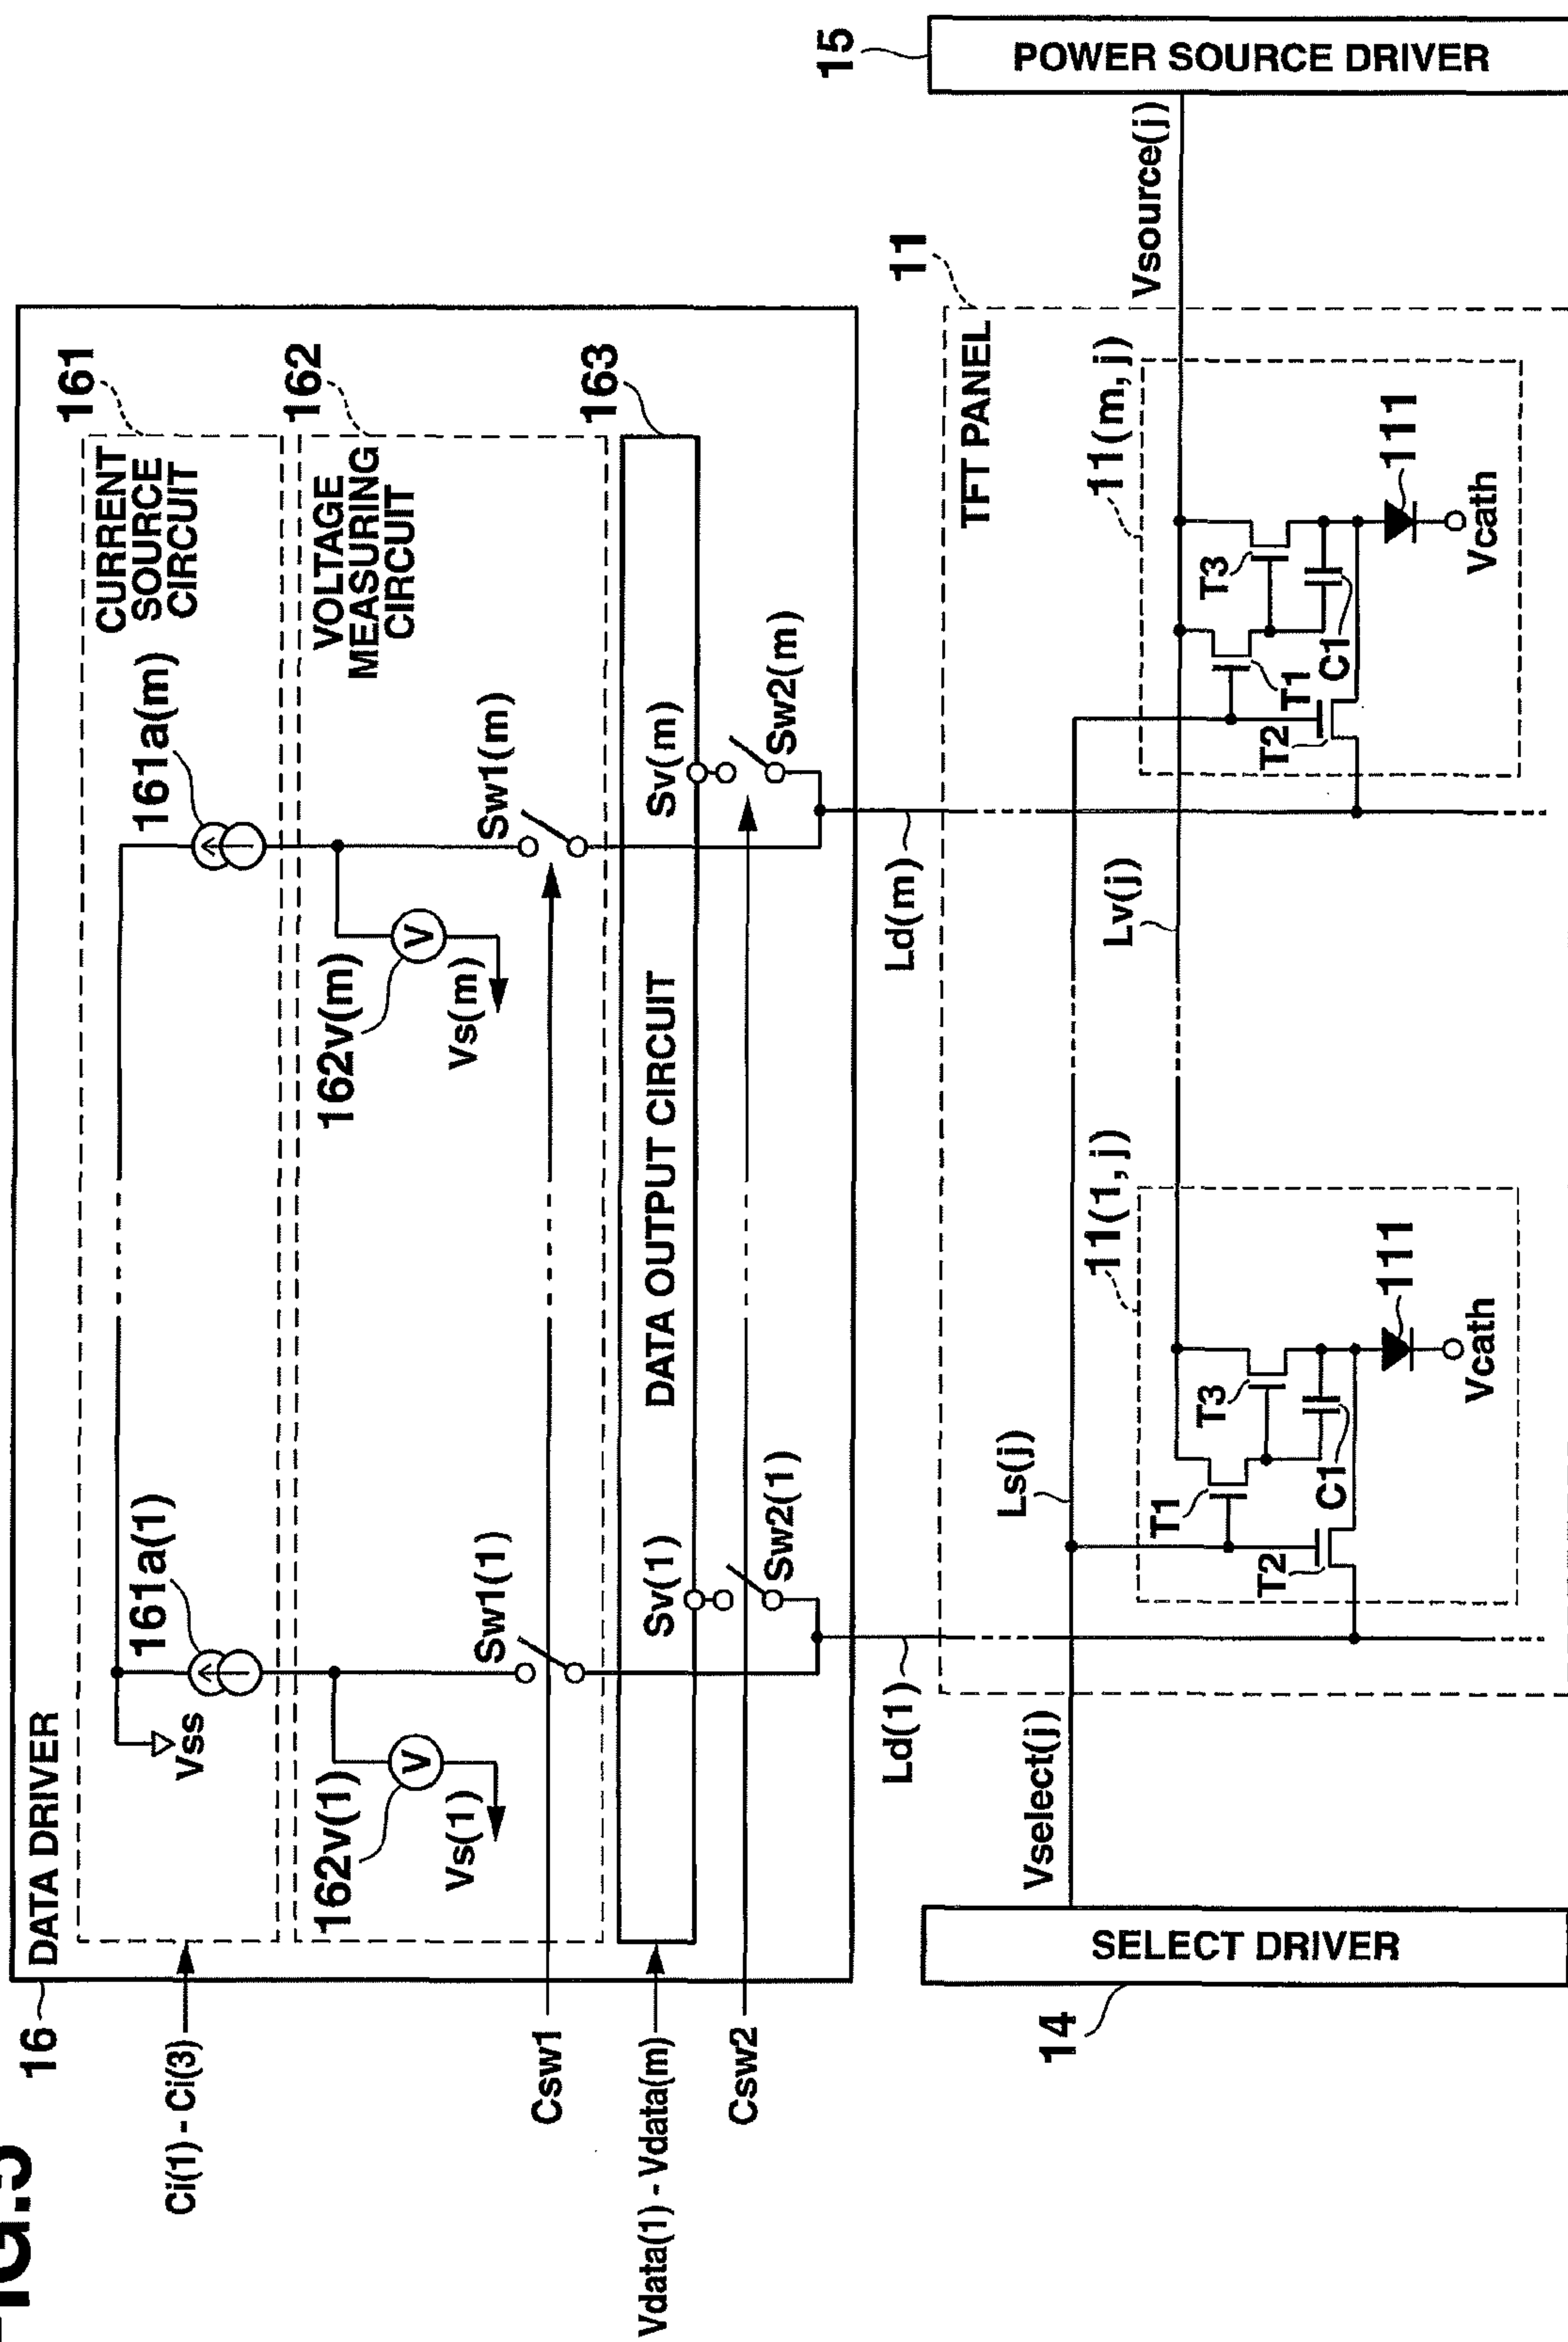 FIG.5
16
DATA DRIVER
161
CURRENT
SOURCE
CIRCUIT
161a(1)
161a(m)
Vss
Ci(1) - Ci(3)
162
VOLTAGE
MEASURING
CIRCUIT
162v(1)
162v(m)
Vs(1)
Vs(m)
V
V
Sw1(1)
Sw1(m)
Csw1
163
DATA OUTPUT CIRCUIT
Vdata(1) - Vdata(m)
Sv(1)
Sv(m)
Sw2(1)
Sw2(m)
Csw2
Ld(1)
Ld(m)
11
TFT PANEL
14
SELECT DRIVER
Vselect(j)
Ls(j)
Lv(j)
15
POWER SOURCE DRIVER
Vsource(j)
11(1, j)
T1
T2
T3
C1
111
Vcath
11(m, j)
T1
T2
T3
C1
111
Vcath